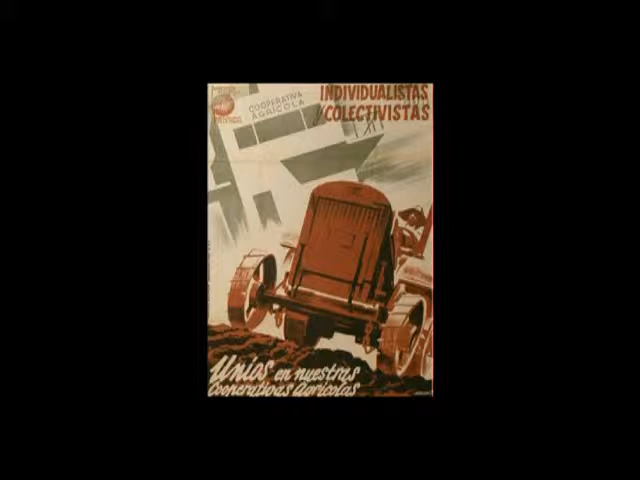 INDIVIDUALISTAS
Y COLECTIVISTAS
COOPERATIVA
AGRICOLA
Unios en nuestras
Cooperativas Agricolas